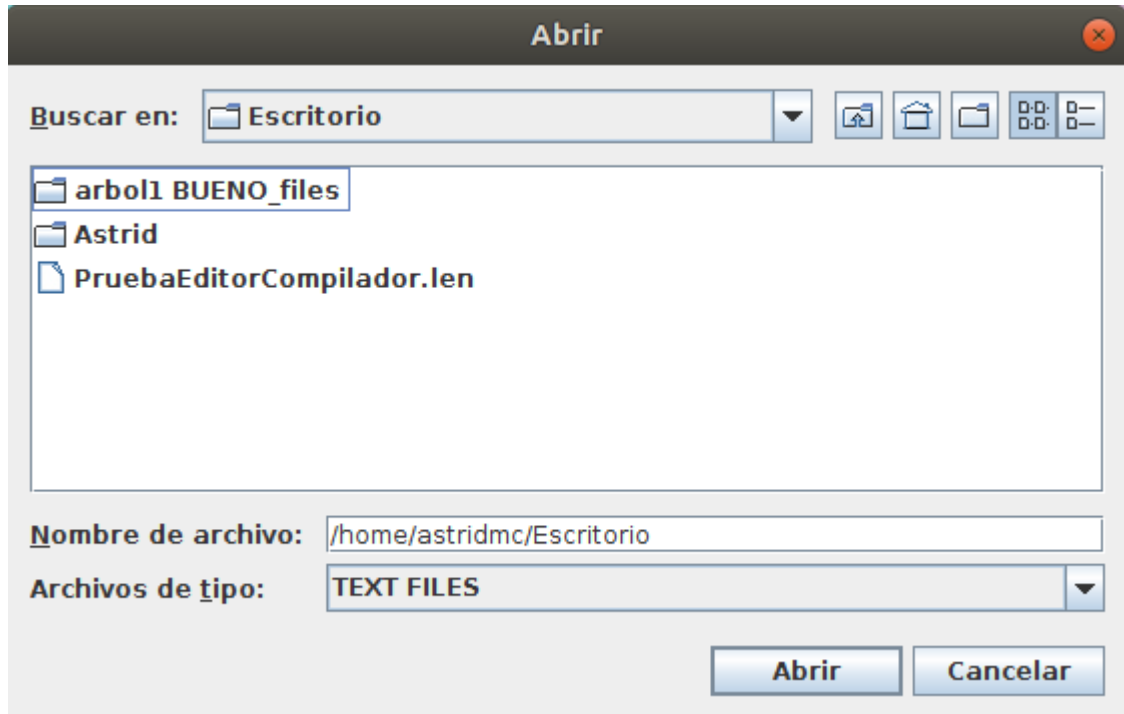 Abrir
Buscar en: Escritorio
arbol1 BUENO_files
Astrid
PruebaEditorCompilador.len
Nombre de archivo: /home/astridmc/Escritorio
Archivos de tipo: TEXT FILES
Abrir Cancelar